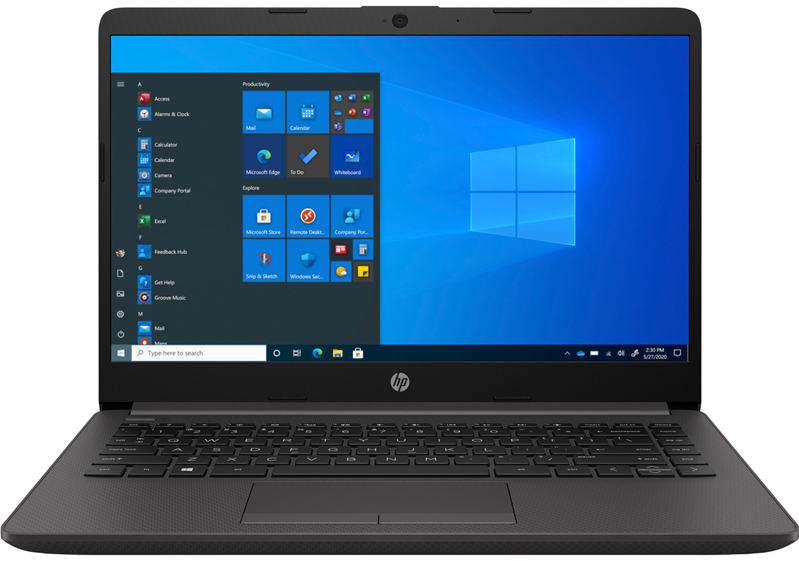 A
Productivity
Access
Alarms & Clock
C
Mail
Calendar
Calculator
Calendar
Camera
Microsoft Edge
To Do
Whiteboard
Company Portal
Explore
E
Excel
F
Microsoft Store
Remote Deskt...
Company Por...
Feedback Hub
G
Get Help
Snip & Sketch
Windows Sec...
Groove Music
M
Mail
Maps
Type here to search
2:30 PM
5/27/2020
hp
Q W E R T Y U I O P
A S D F G H J K L
Z X C V B N M